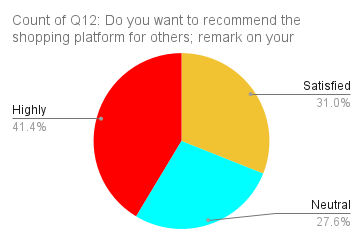 Count of Q12: Do you want to recommend the
shopping platform for others; remark on your
Satisfied
31.0%
Highly
41.4%
Neutral
27.6%